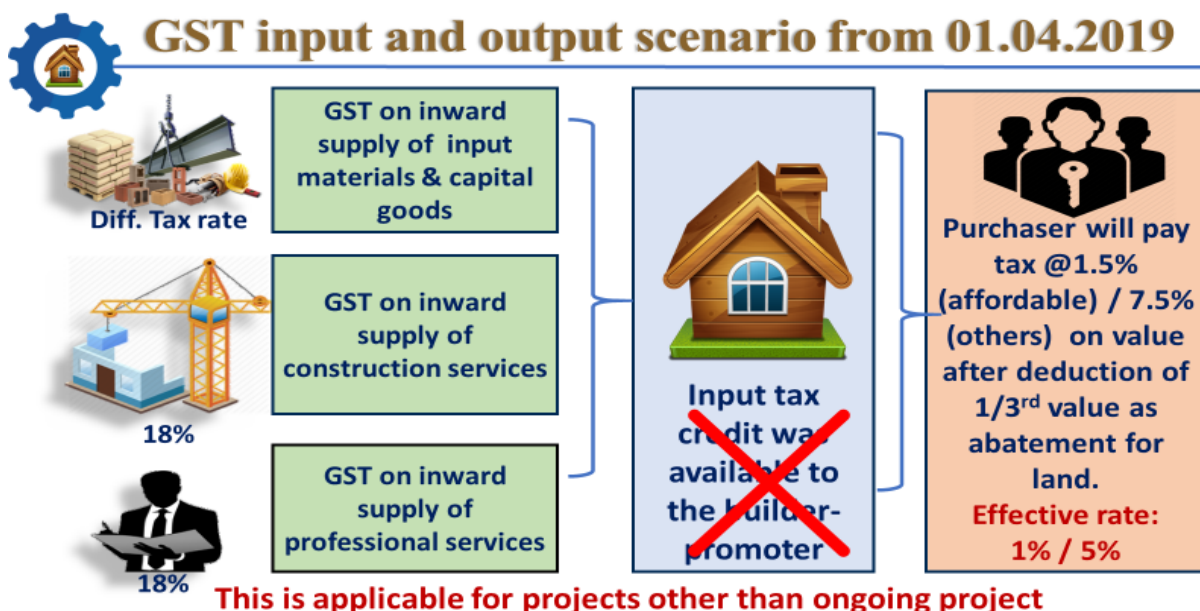 GST input and output scenario from 01.04.2019
Diff. Tax rate
GST on inward
supply of input
materials & capital
goods
18%
GST on inward
supply of
construction services
18%
GST on inward
supply of
professional services
Input tax
credit was
available to
the builder-
promoter
Purchaser will pay
tax @1.5%
(affordable) / 7.5%
(others) on value
after deduction of
1/3rd value as
abatement for
land.
Effective rate:
1% / 5%
This is applicable for projects other than ongoing project